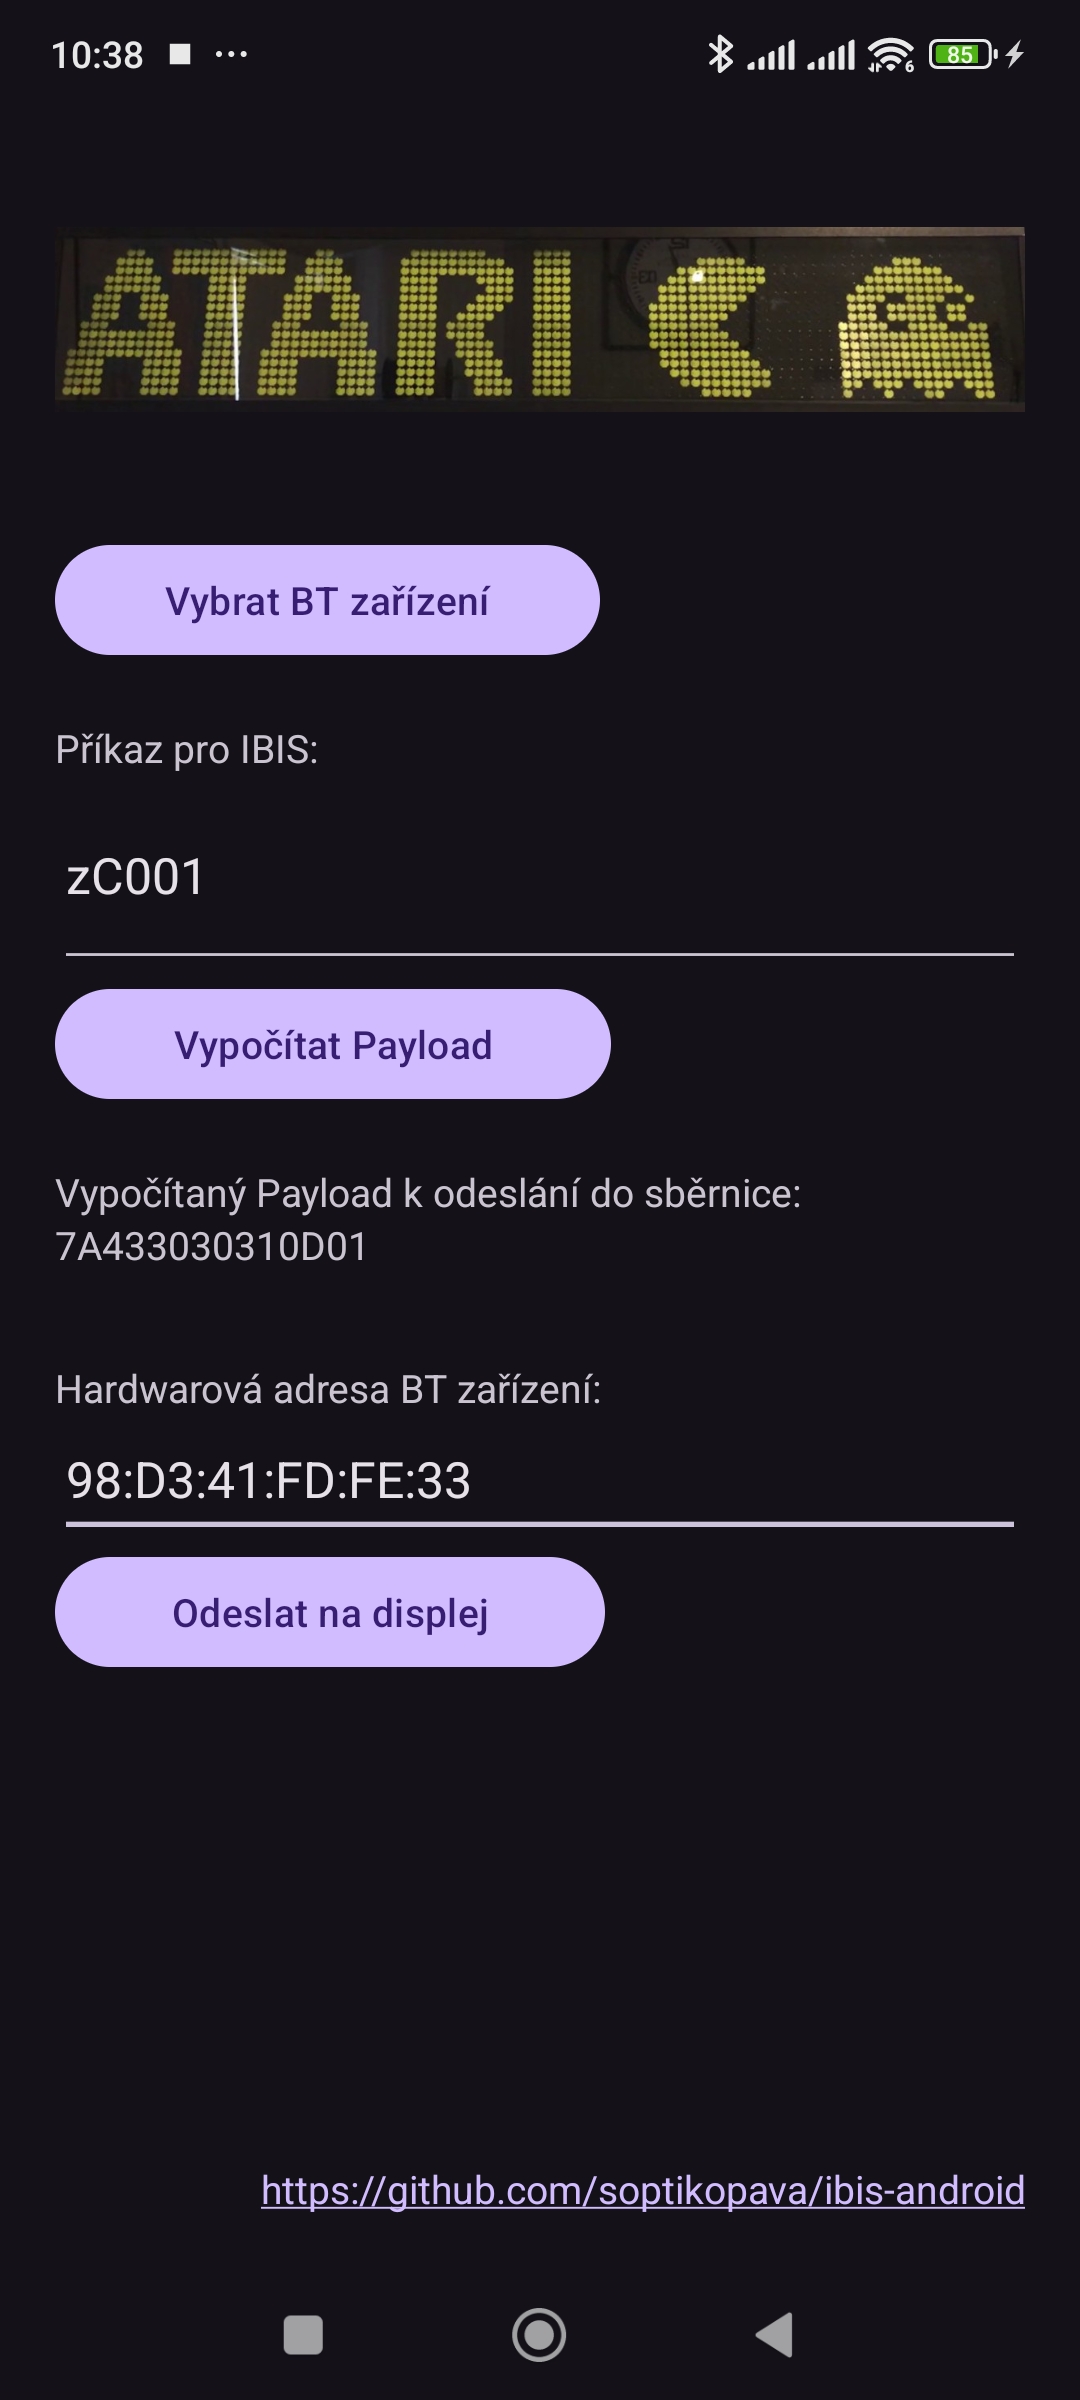 10:38
85
6
ATARI
Vybrat BT zařízení
Příkaz pro IBIS:
zC001
Vypočítat Payload
Vypočítaný Payload k odeslání do sběrnice:
7A433030310D01
Hardwarová adresa BT zařízení:
98:D3:41:FD:FE:33
Odeslat na displej
https://github.com/soptikopava/ibis-android